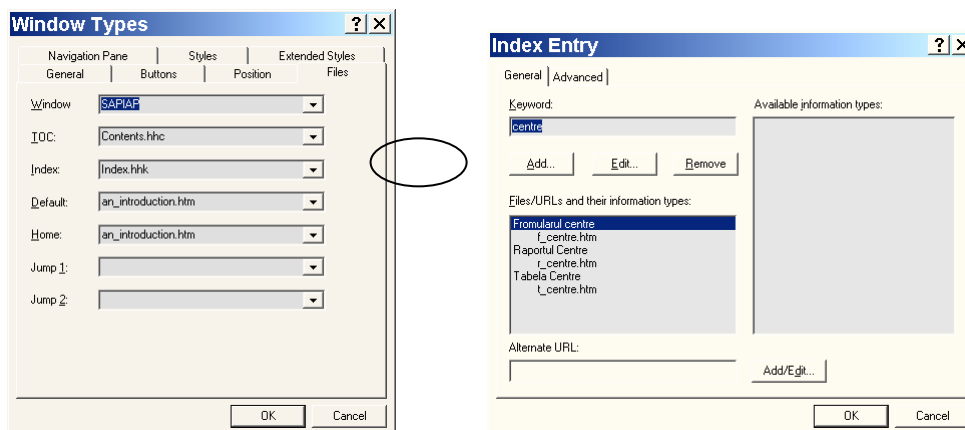 Window Types
Navigation Pane Styles Extended Styles
General Buttons Position Files
Window SAPIAP
TOC: Contents.hhc
Index: Index.hhk
Default: an_introduction.htm
Home: an_introduction.htm
Jump 1:
Jump 2:
OK Cancel
Index Entry
General Advanced
Keyword:
centre
Add... Edit... Remove
Files/URLs and their information types:
Fromularul centre
f_centre.htm
Raportul Centre
r_centre.htm
Tabela Centre
t_centre.htm
Alternate URL:
Available information types:
Add/Edit...
OK Cancel